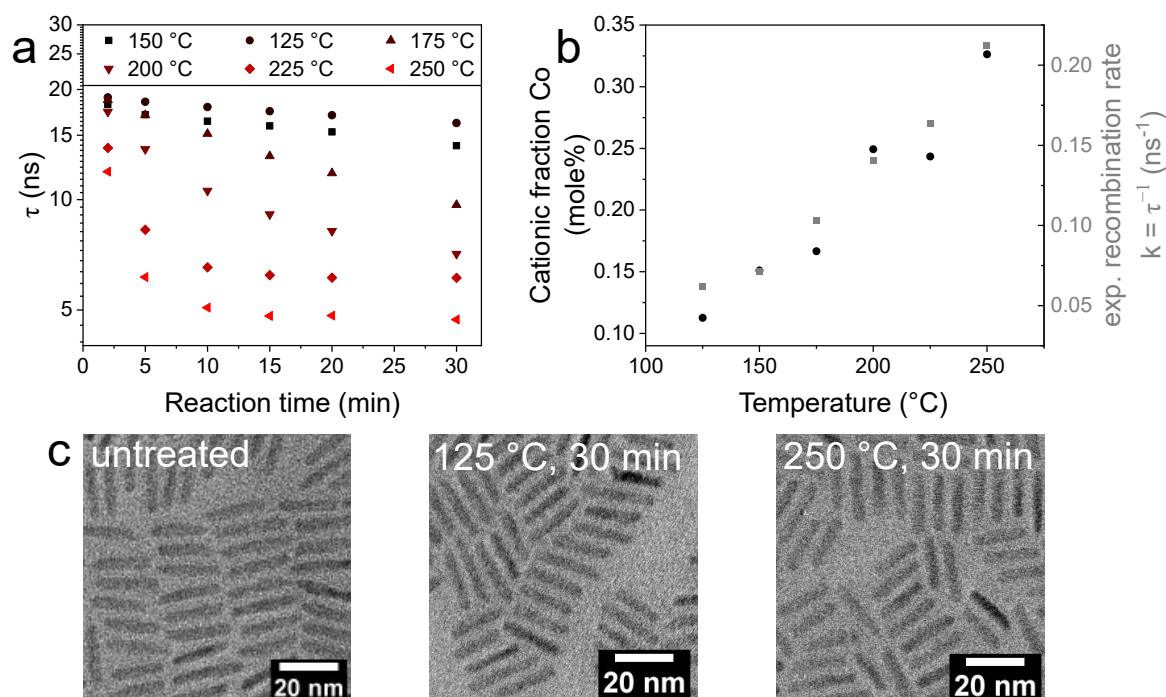 a
■ 150 °C ● 125 °C ▲ 175 °C
▼ 200 °C ◆ 225 °C ◄ 250 °C
30
25
20
15
10
5
τ (ns)
0 5 10 15 20 25 30
Reaction time (min)
b
0.35
0.30
0.25
0.20
0.15
0.10
Cationic fraction Co
(mole%)
0.20
0.15
0.10
0.05
exp. recombination rate
k = τ⁻¹ (ns⁻¹)
100 150 200 250
Temperature (°C)
c
untreated
20 nm
125 °C, 30 min
20 nm
250 °C, 30 min
20 nm